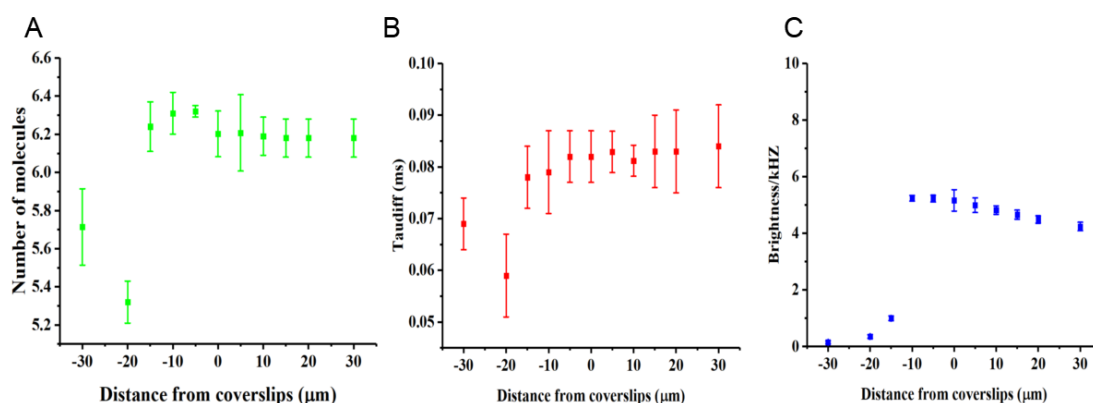 A
Number of molecules
6.6
6.4
6.2
6.0
5.8
5.6
5.4
5.2
-30 -20 -10 0 10 20 30
Distance from coverslips (μm)
B
Taudiff (ms)
0.10
0.09
0.08
0.07
0.06
0.05
-30 -20 -10 0 10 20 30
Distance from coverslips (μm)
C
Brightness/kHZ
10
8
6
4
2
0
-30 -20 -10 0 10 20 30
Distance from coverslips (μm)